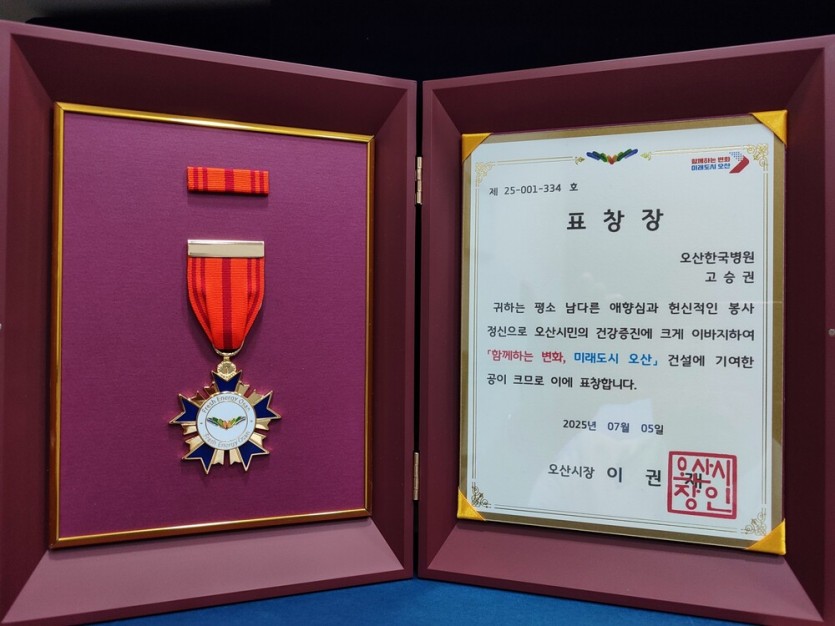 Fresh Energy Osan
Fresh Energy Osan
함께하는 변화
미래도시 오산
제 25-001-334 호
표 창 장
오산한국병원
고 승 권
귀하는 평소 남다른 애향심과 헌신적인 봉사
정신으로 오산시민의 건강증진에 크게 이바지하여
「함께하는 변화, 미래도시 오산」 건설에 기여한
공이 크므로 이에 표창합니다.
2025년 07월 05일
오산시장 이 권 재
오산시
장인